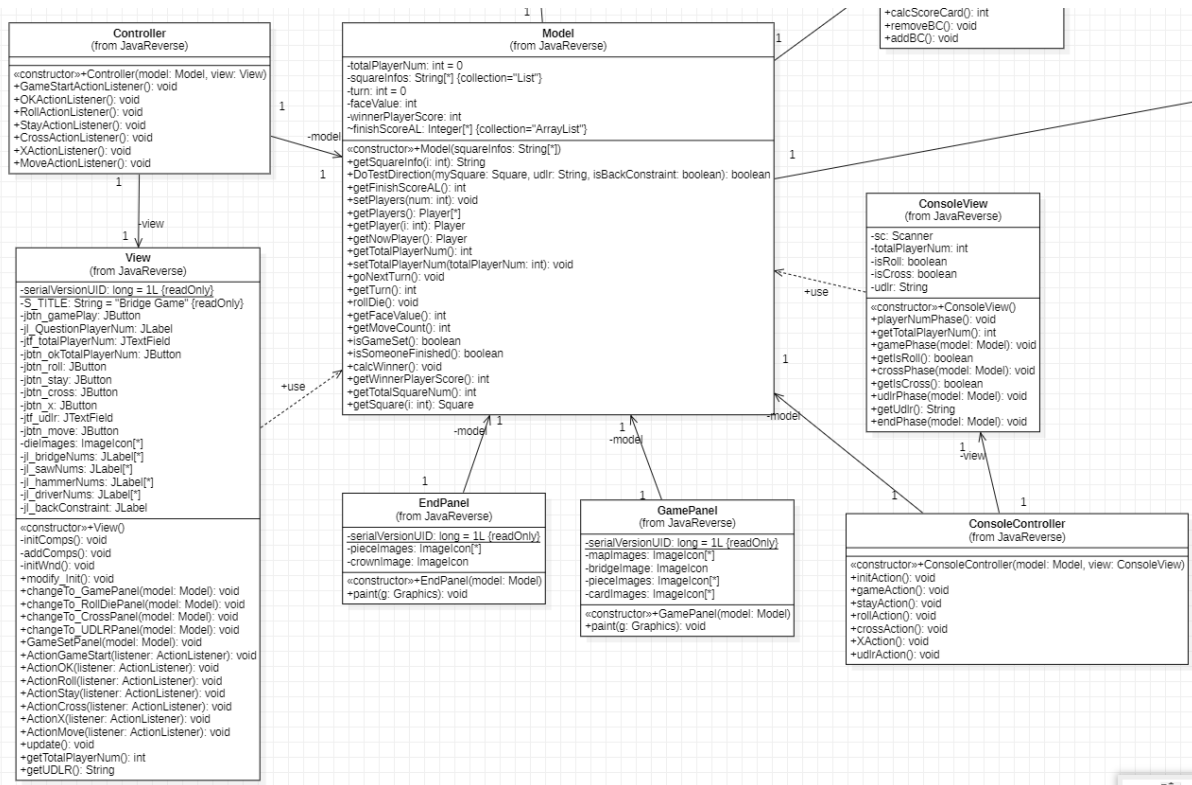 Controller
(from JavaReverse)
«constructor»+Controller(model: Model, view: View)
+GameStartActionListener(): void
+OKActionListener(): void
+RollActionListener(): void
+StayActionListener(): void
+CrossActionListener(): void
+XActionListener(): void
+MoveActionListener(): void
1
-model
1
1
-view
1
View
(from JavaReverse)
-serialVersionUID: long = 1L {readOnly}
-S_TITLE: String = "Bridge Game" {readOnly}
-jbtn_gamePlay: JButton
-jl_QuestionPlayerNum: JLabel
-jtf_totalPlayerNum: JTextField
-jbtn_okTotalPlayerNum: JButton
-jbtn_roll: JButton
-jbtn_stay: JButton
-jbtn_cross: JButton
-jbtn_x: JButton
-jtf_udlr: JTextField
-jbtn_move: JButton
-dieImages: ImageIcon[*]
-jl_bridgeNums: JLabel[*]
-jl_sawNums: JLabel[*]
-jl_hammerNums: JLabel[*]
-jl_driverNums: JLabel[*]
-jl_backConstraint: JLabel
«constructor»+View()
-initComps(): void
-addComps(): void
-initWnd(): void
+modify_Init(): void
+changeTo_GamePanel(model: Model): void
+changeTo_RollDiePanel(model: Model): void
+changeTo_CrossPanel(model: Model): void
+changeTo_UDLRPanel(model: Model): void
+GameSetPanel(model: Model): void
+ActionGameStart(listener: ActionListener): void
+ActionOK(listener: ActionListener): void
+ActionRoll(listener: ActionListener): void
+ActionStay(listener: ActionListener): void
+ActionCross(listener: ActionListener): void
+ActionX(listener: ActionListener): void
+ActionMove(listener: ActionListener): void
+update(): void
+getTotalPlayerNum(): int
+getUDLR(): String
+use
1
Model
(from JavaReverse)
-totalPlayerNum: int = 0
-squareInfos: String[*] {collection="List"}
-turn: int = 0
-faceValue: int
-winnerPlayerScore: int
~finishScoreAL: Integer[*] {collection="ArrayList"}
«constructor»+Model(squareInfos: String[*])
+getSquareInfo(i: int): String
+DoTestDirection(mySquare: Square, udlr: String, isBackConstraint: boolean): boolean
+getFinishScoreAL(): int
+setPlayers(num: int): void
+getPlayers(): Player[*]
+getPlayer(i: int): Player
+getNowPlayer(): Player
+getTotalPlayerNum(): int
+setTotalPlayerNum(totalPlayerNum: int): void
+goNextTurn(): void
+getTurn(): int
+rollDie(): void
+getFaceValue(): int
+getMoveCount(): int
+isGameSet(): boolean
+isSomeoneFinished(): boolean
+calcWinner(): void
+getWinnerPlayerScore(): int
+getTotalSquareNum(): int
+getSquare(i: int): Square
1
1
+calcScoreCard(): int
+removeBC(): void
+addBC(): void
ConsoleView
(from JavaReverse)
-sc: Scanner
-totalPlayerNum: int
-isRoll: boolean
-isCross: boolean
-udlr: String
«constructor»+ConsoleView()
+playerNumPhase(): void
+getTotalPlayerNum(): int
+gamePhase(model: Model): void
+getIsRoll(): boolean
+crossPhase(model: Model): void
+getIsCross(): boolean
+udlrPhase(model: Model): void
+getUdlr(): String
+endPhase(model: Model): void
+use
1
-model
1
-model
1
EndPanel
(from JavaReverse)
-serialVersionUID: long = 1L {readOnly}
-pieceImages: ImageIcon[*]
-crownImage: ImageIcon
«constructor»+EndPanel(model: Model)
+paint(g: Graphics): void
1
-model
1
GamePanel
(from JavaReverse)
-serialVersionUID: long = 1L {readOnly}
-mapImages: ImageIcon[*]
-bridgeImage: ImageIcon
-pieceImages: ImageIcon[*]
-cardImages: ImageIcon[*]
«constructor»+GamePanel(model: Model)
+paint(g: Graphics): void
1
1
-view
1
ConsoleController
(from JavaReverse)
«constructor»+ConsoleController(model: Model, view: ConsoleView)
+initAction(): void
+gameAction(): void
+stayAction(): void
+rollAction(): void
+crossAction(): void
+XAction(): void
+udlrAction(): void